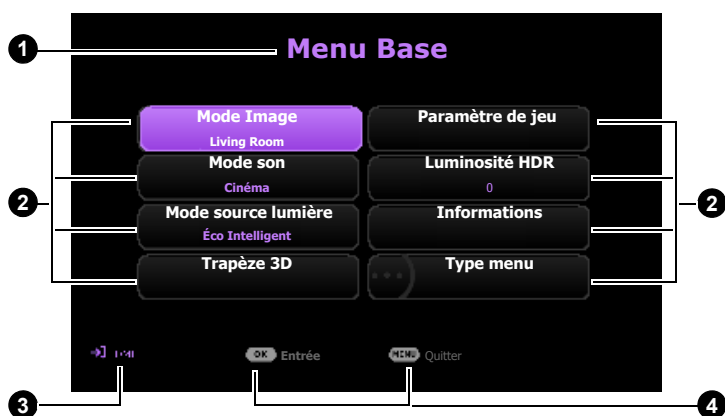 1
Menu Base
Mode Image
Living Room
Paramètre de jeu
Mode son
Cinéma
Luminosité HDR
0
2
2
Mode source lumière
Éco Intelligent
Informations
Trapèze 3D
Type menu
OK Entrée
MENU Quitter
3
4